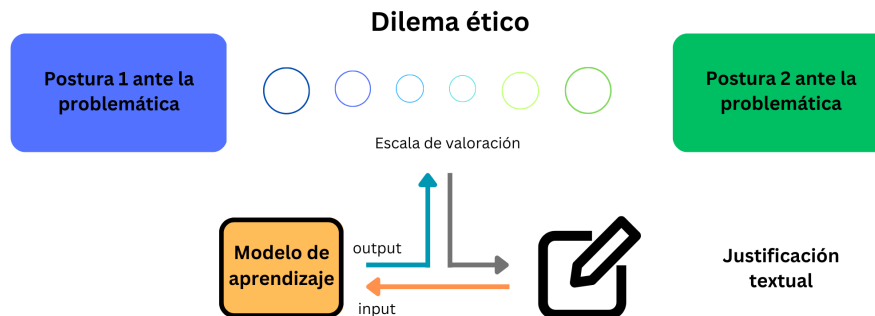 Dilema ético
Postura 1 ante la
problemática
Postura 2 ante la
problemática
Escala de valoración
Modelo de
aprendizaje
output
input
Justificación
textual